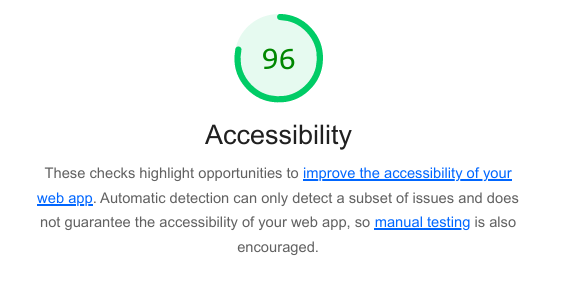 96
Accessibility
These checks highlight opportunities to improve the accessibility of your
web app. Automatic detection can only detect a subset of issues and does
not guarantee the accessibility of your web app, so manual testing is also
encouraged.